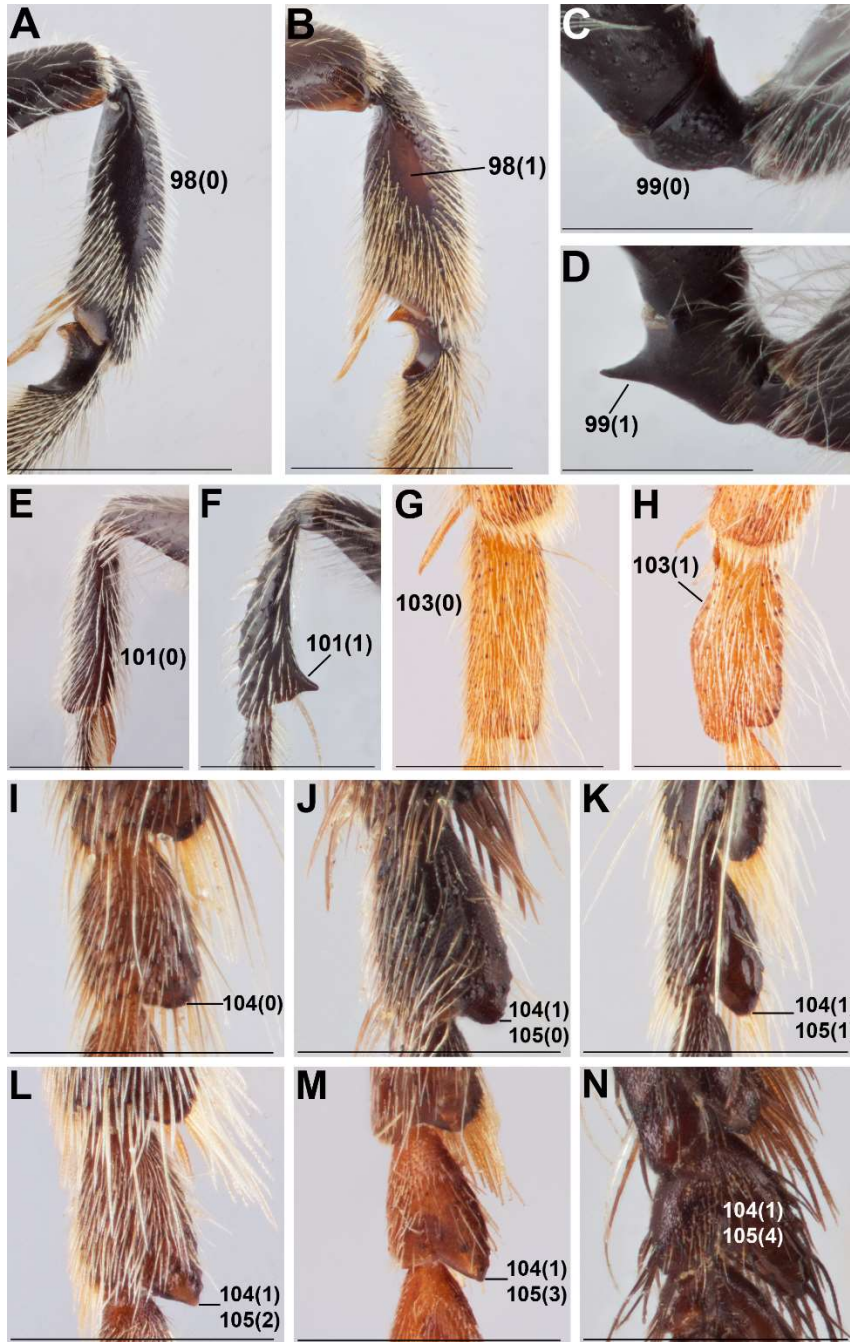 A
98(0)
B
98(1)
C
99(0)
D
99(1)
E
101(0)
F
101(1)
G
103(0)
H
103(1)
I
104(0)
J
104(1)
105(0)
K
104(1
105(1
L
104(1)
105(2)
M
104(1)
105(3)
N
104(1)
105(4)